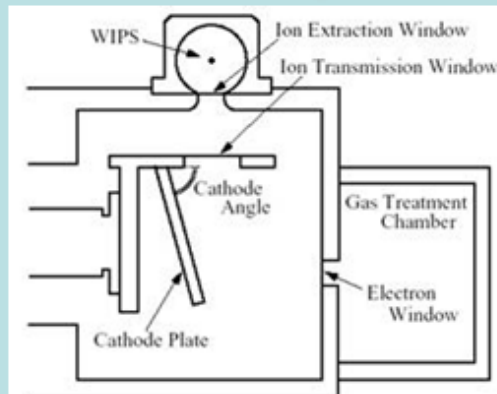 WIPS
Ion Extraction Window
Ion Transmission Window
Cathode
Angle
Gas Treatment
Chamber
Electron
Window
Cathode Plate